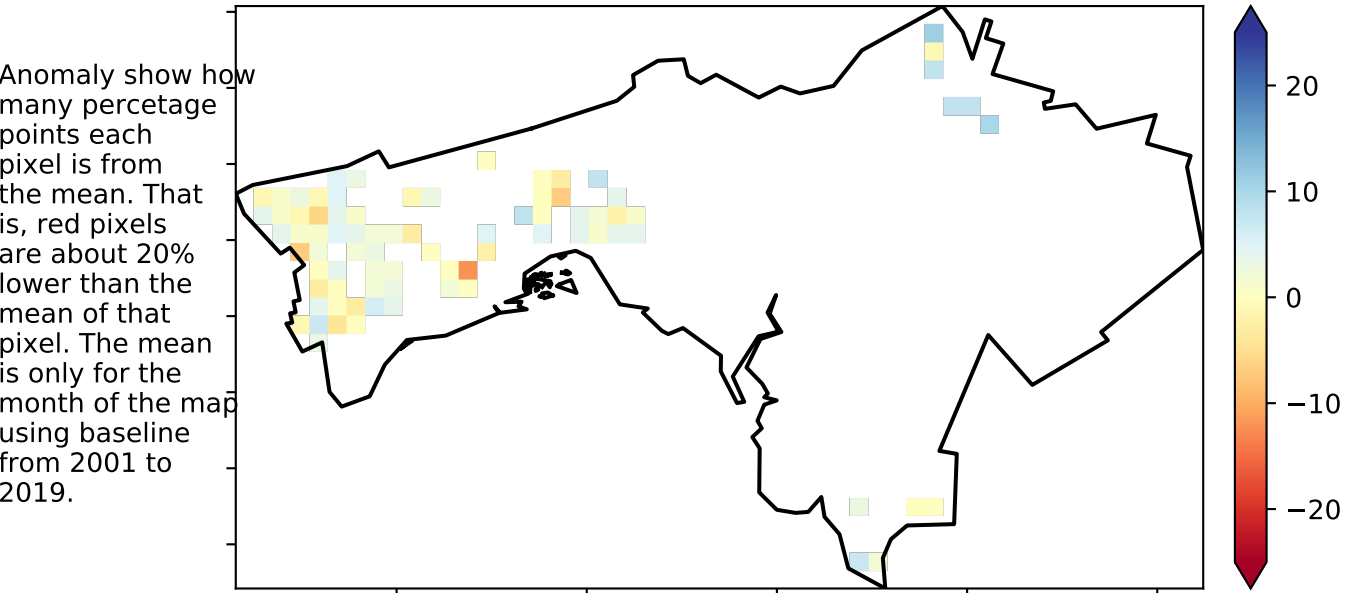 Anomaly show how
many percetage
points each
pixel is from
the mean. That
is, red pixels
are about 20%
lower than the
mean of that
pixel. The mean
is only for the
month of the map
using baseline
from 2001 to
2019.
20
10
0
−10
−20